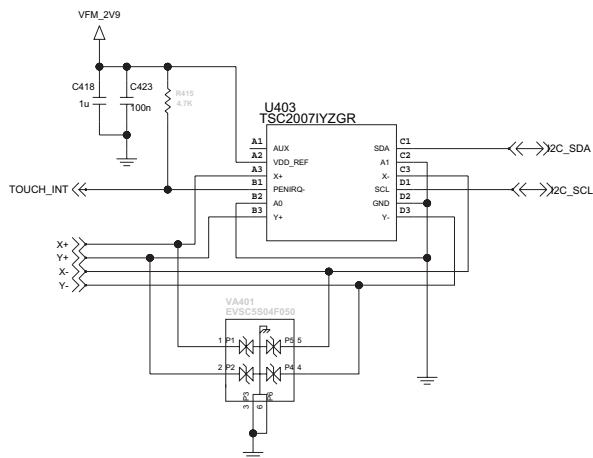 VFM_2V9
C418
1u
C423
100n
R415
4.7K
U403
TSC2007IYZGR
A1 AUX
A2 VDD_REF
A3 X+
B1 PENIRQ-
B2 A0
B3 Y+
SDA C1
A1 C2
X- C3
SCL D1
GND D2
Y- D3
I2C_SDA
I2C_SCL
TOUCH_INT
X+
Y+
X-
Y-
VA401
EVSC5S04F050
1 P1 P5 5
2 P2 P4 4
P3 P6
3 6